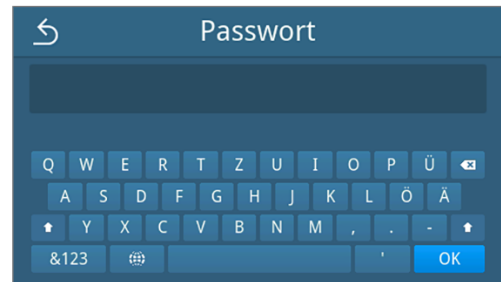 Passwort
Q W E R T Z U I O P Ü
A S D F G H J K L Ö Ä
Y X C V B N M , . -
&123 ' OK